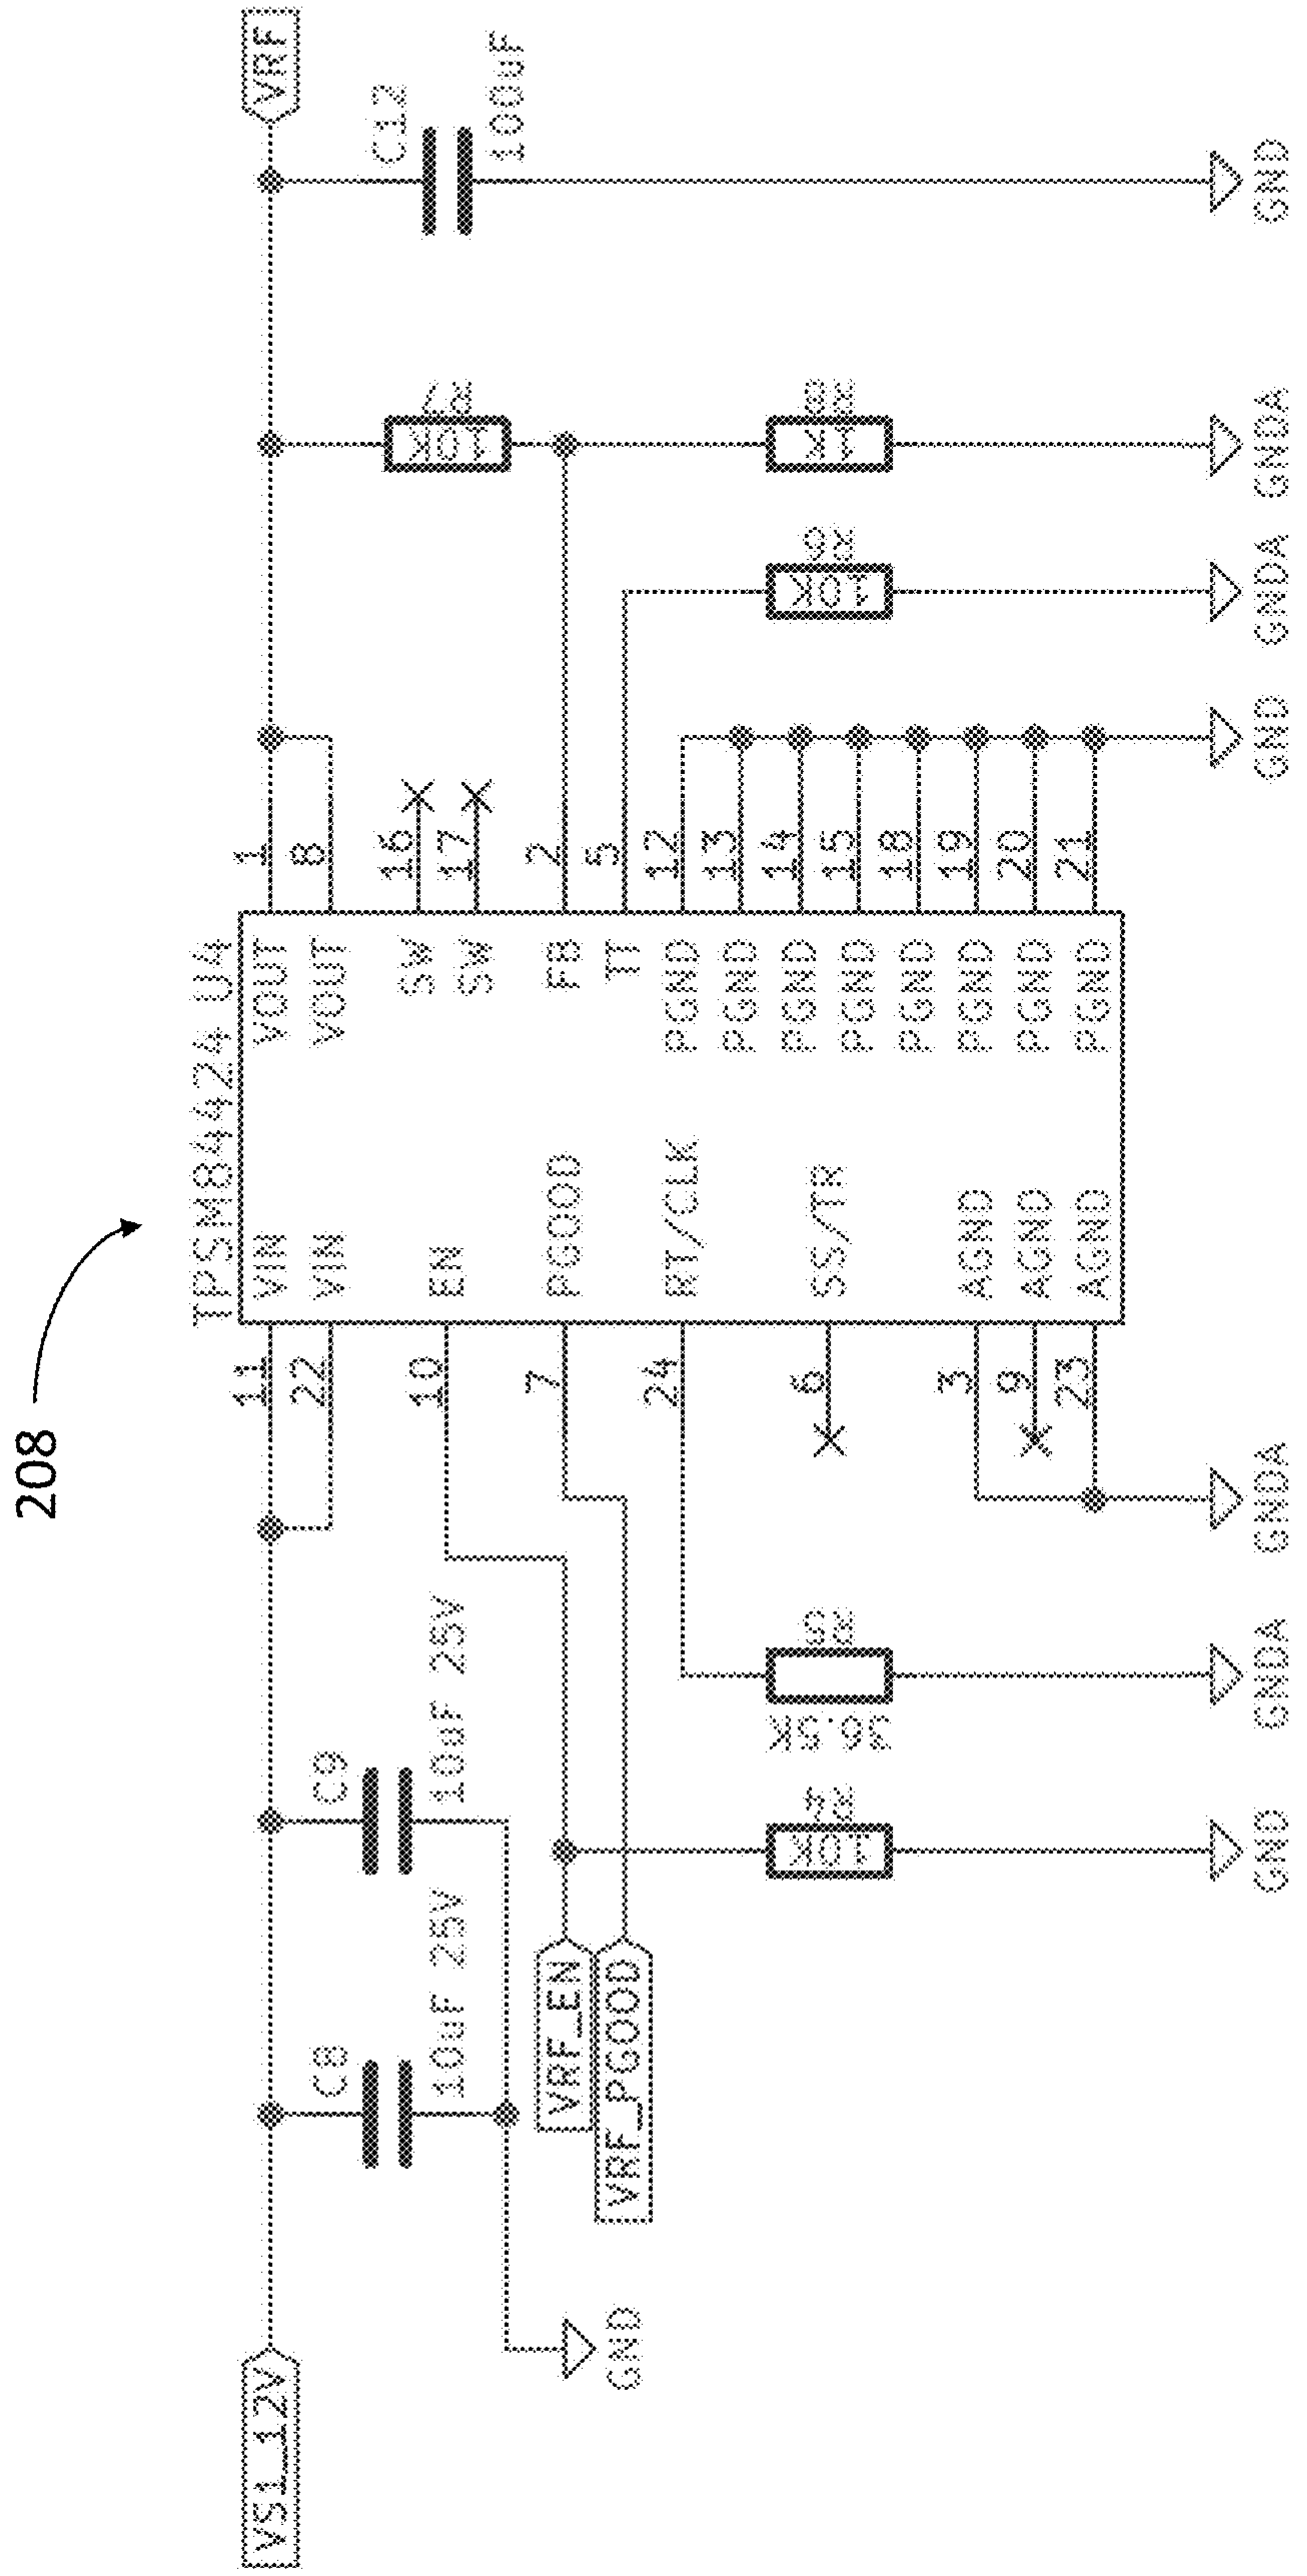 208
TPSM84424 U4
VS1_12V
VRF
C8
10uF 25V
C9
10uF 25V
GND
VRF_EN
VRF_PGOOD
R4
10K
GND
R5
36.5K
GNDA
GNDA
11 VIN
22 VIN
10 EN
7 PGOOD
24 RT/CLK
6 SS/TR
3 AGND
9 AGND
23 AGND
VOUT 1
VOUT 8
SW 16
SW 17
FB 2
TT 5
PGND 12
PGND 13
PGND 14
PGND 15
PGND 18
PGND 19
PGND 20
PGND 21
GND
R6
10K
GNDA
R7
10K
R8
1K
GNDA
C12
100uF
GND